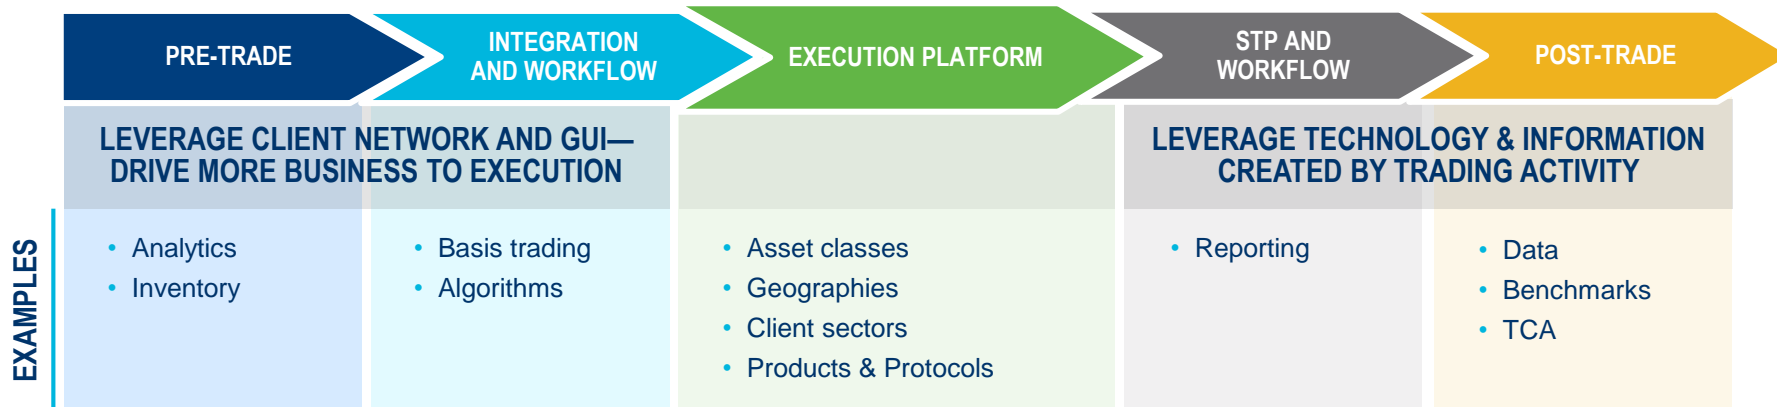 PRE-TRADE
INTEGRATION
AND WORKFLOW
EXECUTION PLATFORM
STP AND
WORKFLOW
POST-TRADE
LEVERAGE CLIENT NETWORK AND GUI—
DRIVE MORE BUSINESS TO EXECUTION
LEVERAGE TECHNOLOGY & INFORMATION
CREATED BY TRADING ACTIVITY
EXAMPLES
• Analytics
• Inventory
• Basis trading
• Algorithms
• Asset classes
• Geographies
• Client sectors
• Products & Protocols
• Reporting
• Data
• Benchmarks
• TCA